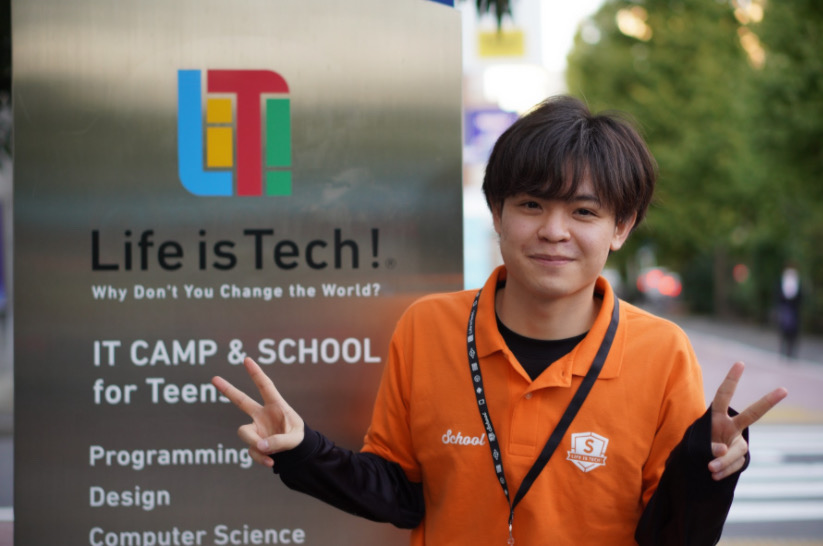 LiT!
Life is Tech!®
Why Don't You Change the World?
IT CAMP & SCHOOL
for Teens
Programming
Design
Computer Science
School
S
LIFE IS TECH!